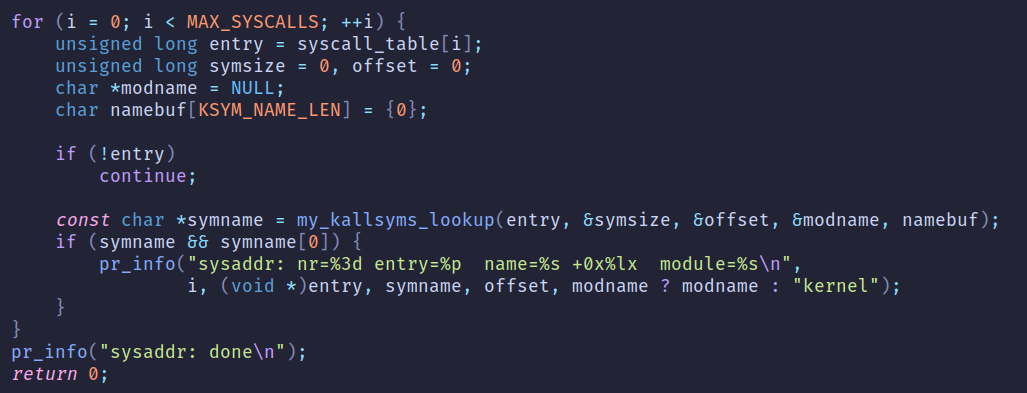 for (i = 0; i < MAX_SYSCALLS; ++i) {
    unsigned long entry = syscall_table[i];
    unsigned long symsize = 0, offset = 0;
    char *modname = NULL;
    char namebuf[KSYM_NAME_LEN] = {0};

    if (!entry)
        continue;

    const char *symname = my_kallsyms_lookup(entry, &symsize, &offset, &modname, namebuf);
    if (symname && symname[0]) {
        pr_info("sysaddr: nr=%3d entry=%p  name=%s +0x%lx  module=%s\n",
                i, (void *)entry, symname, offset, modname ? modname : "kernel");
    }
}
pr_info("sysaddr: done\n");
return 0;